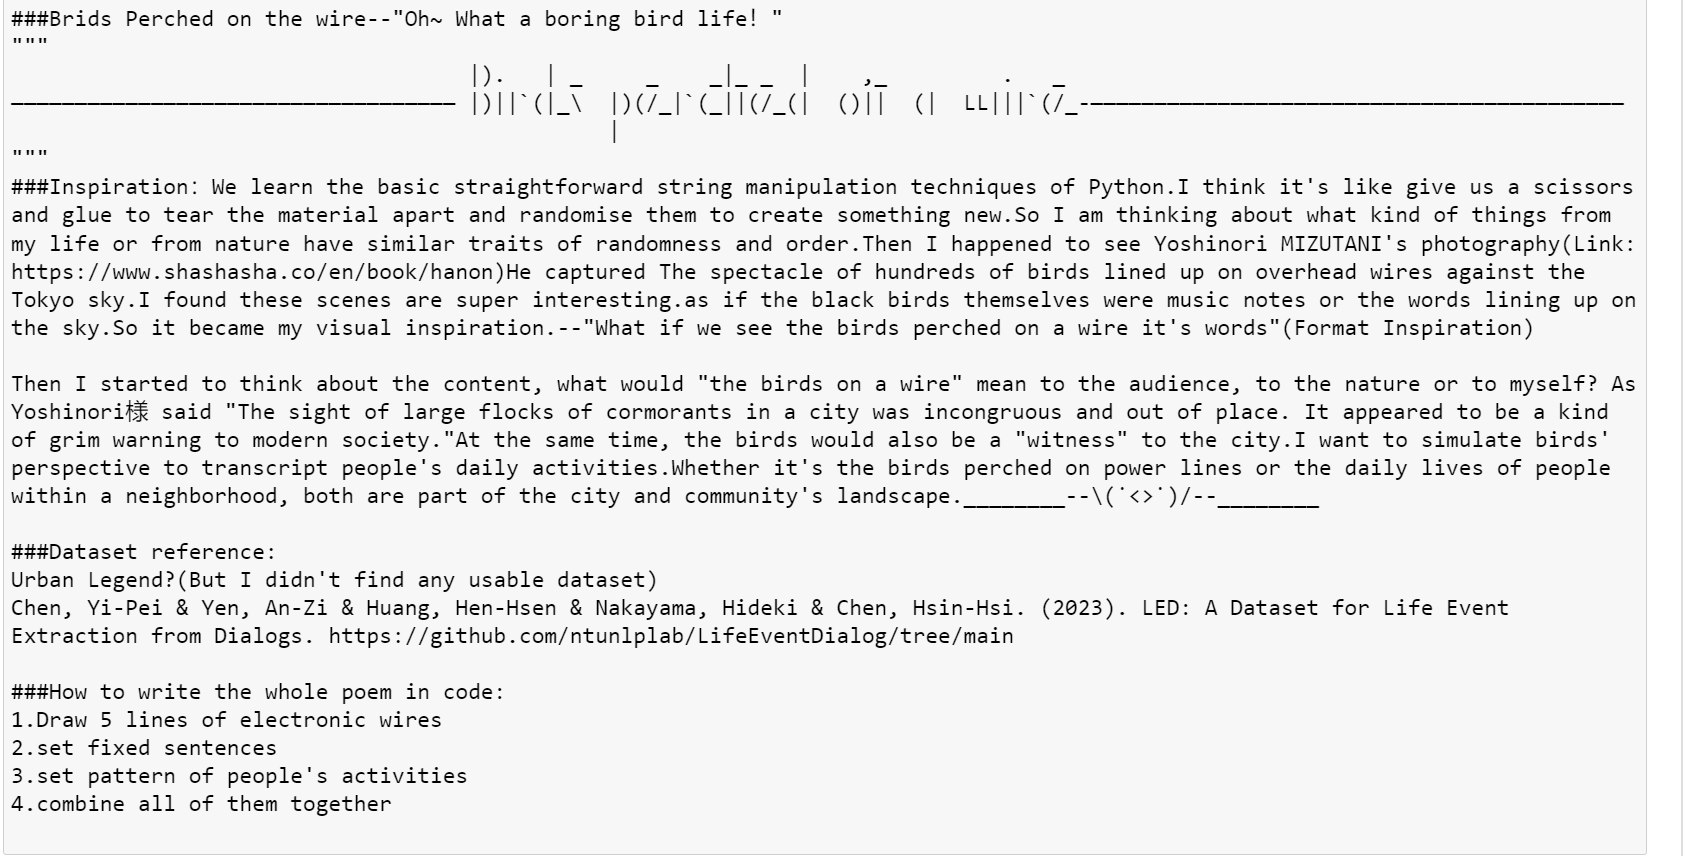 ###Brids Perched on the wire--"Oh~ What a boring bird life! "
"""
                                    |).   | _     _    _|_ _  |    ,_         .   _
___________________________________ |)||`(|_\  |)(/_|`(_||(/_(|  ()||  (|  LL|||`(/_-__________________________________________
                                               |
"""
###Inspiration: We learn the basic straightforward string manipulation techniques of Python.I think it's like give us a scissors
and glue to tear the material apart and randomise them to create something new.So I am thinking about what kind of things from
my life or from nature have similar traits of randomness and order.Then I happened to see Yoshinori MIZUTANI's photography(Link:
https://www.shashasha.co/en/book/hanon)He captured The spectacle of hundreds of birds lined up on overhead wires against the
Tokyo sky.I found these scenes are super interesting.as if the black birds themselves were music notes or the words lining up on
the sky.So it became my visual inspiration.--"What if we see the birds perched on a wire it's words"(Format Inspiration)
Then I started to think about the content, what would "the birds on a wire" mean to the audience, to the nature or to myself? As
Yoshinori様 said "The sight of large flocks of cormorants in a city was incongruous and out of place. It appeared to be a kind
of grim warning to modern society."At the same time, the birds would also be a "witness" to the city.I want to simulate birds'
perspective to transcript people's daily activities.Whether it's the birds perched on power lines or the daily lives of people
within a neighborhood, both are part of the city and community's landscape.________--\(˙<>˙)/--________
###Dataset reference:
Urban Legend?(But I didn't find any usable dataset)
Chen, Yi-Pei & Yen, An-Zi & Huang, Hen-Hsen & Nakayama, Hideki & Chen, Hsin-Hsi. (2023). LED: A Dataset for Life Event
Extraction from Dialogs. https://github.com/ntunlplab/LifeEventDialog/tree/main
###How to write the whole poem in code:
1.Draw 5 lines of electronic wires
2.set fixed sentences
3.set pattern of people's activities
4.combine all of them together